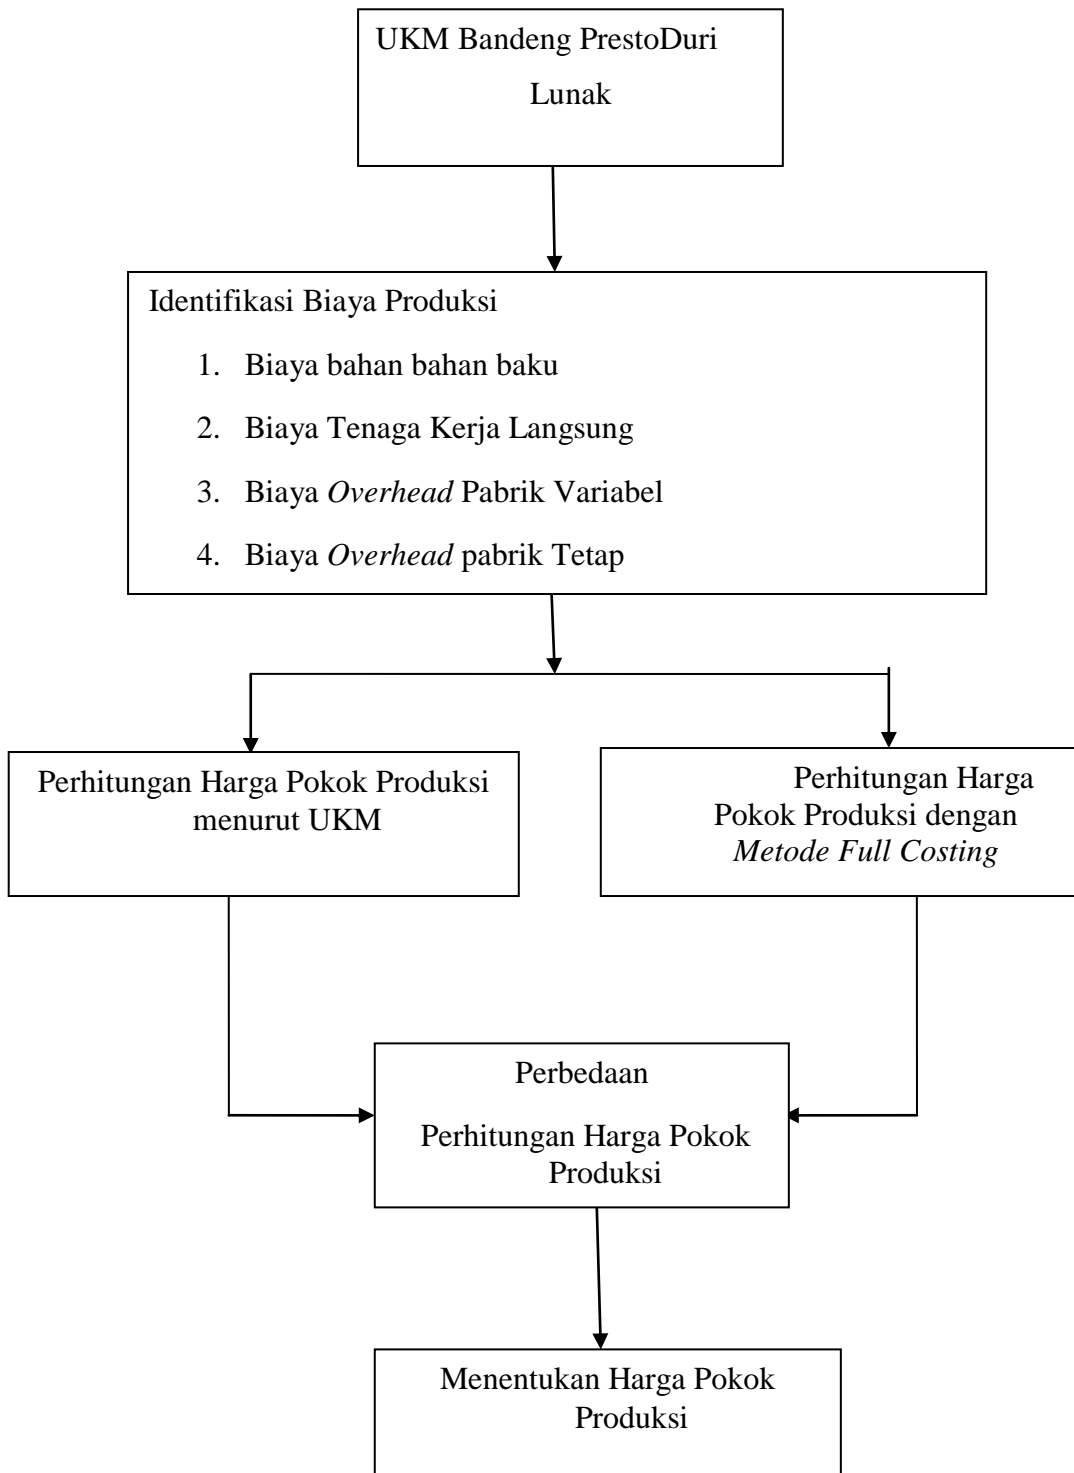 UKM Bandeng PrestoDuri
Lunak
Identifikasi Biaya Produksi
1. Biaya bahan bahan baku
2. Biaya Tenaga Kerja Langsung
3. Biaya Overhead Pabrik Variabel
4. Biaya Overhead pabrik Tetap
Perhitungan Harga Pokok Produksi
menurut UKM
Perhitungan Harga
Pokok Produksi dengan
Metode Full Costing
Perbedaan
Perhitungan Harga Pokok
Produksi
Menentukan Harga Pokok
Produksi